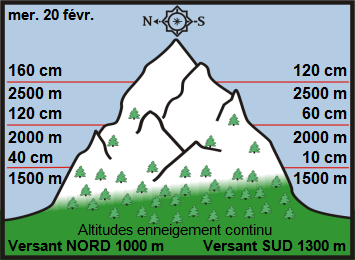 mer. 20 févr.
N S
160 cm 120 cm
2500 m 2500 m
120 cm 60 cm
2000 m 2000 m
40 cm 10 cm
1500 m 1500 m
Altitudes enneigement continu
Versant NORD 1000 m Versant SUD 1300 m